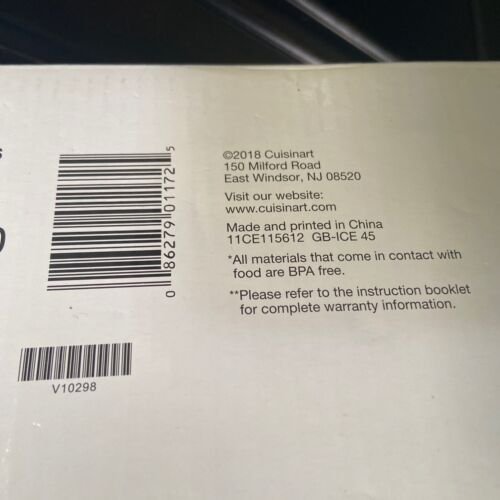 ©2018 Cuisinart
150 Milford Road
East Windsor, NJ 08520
Visit our website:
www.cuisinart.com
Made and printed in China
11CE115612 GB-ICE 45
*All materials that come in contact with
food are BPA free.
**Please refer to the instruction booklet
for complete warranty information.
0 86279 01172 5
V10298